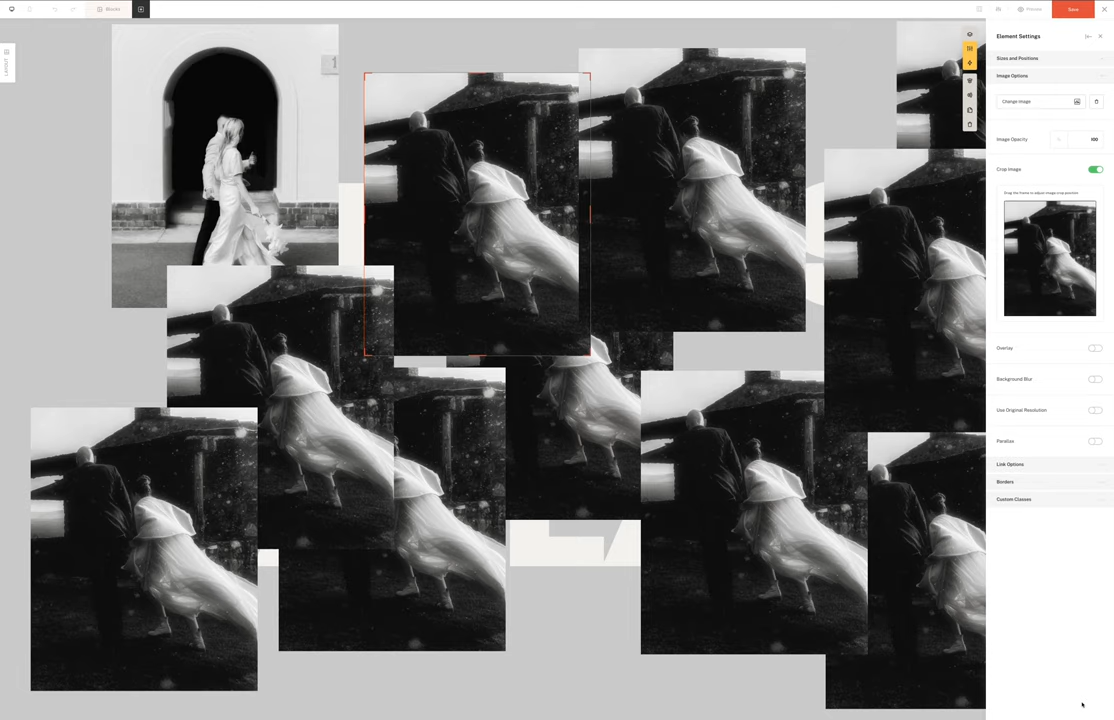 Blocks
Preview
Save
LAYOUT
1
Element Settings
Sizes and Positions
Image Options
Change image
Image Opacity
100
Crop Image
Drag the frame to adjust image crop position
Overlay
Background Blur
Use Original Resolution
Parallax
Link Options
Borders
Custom Classes